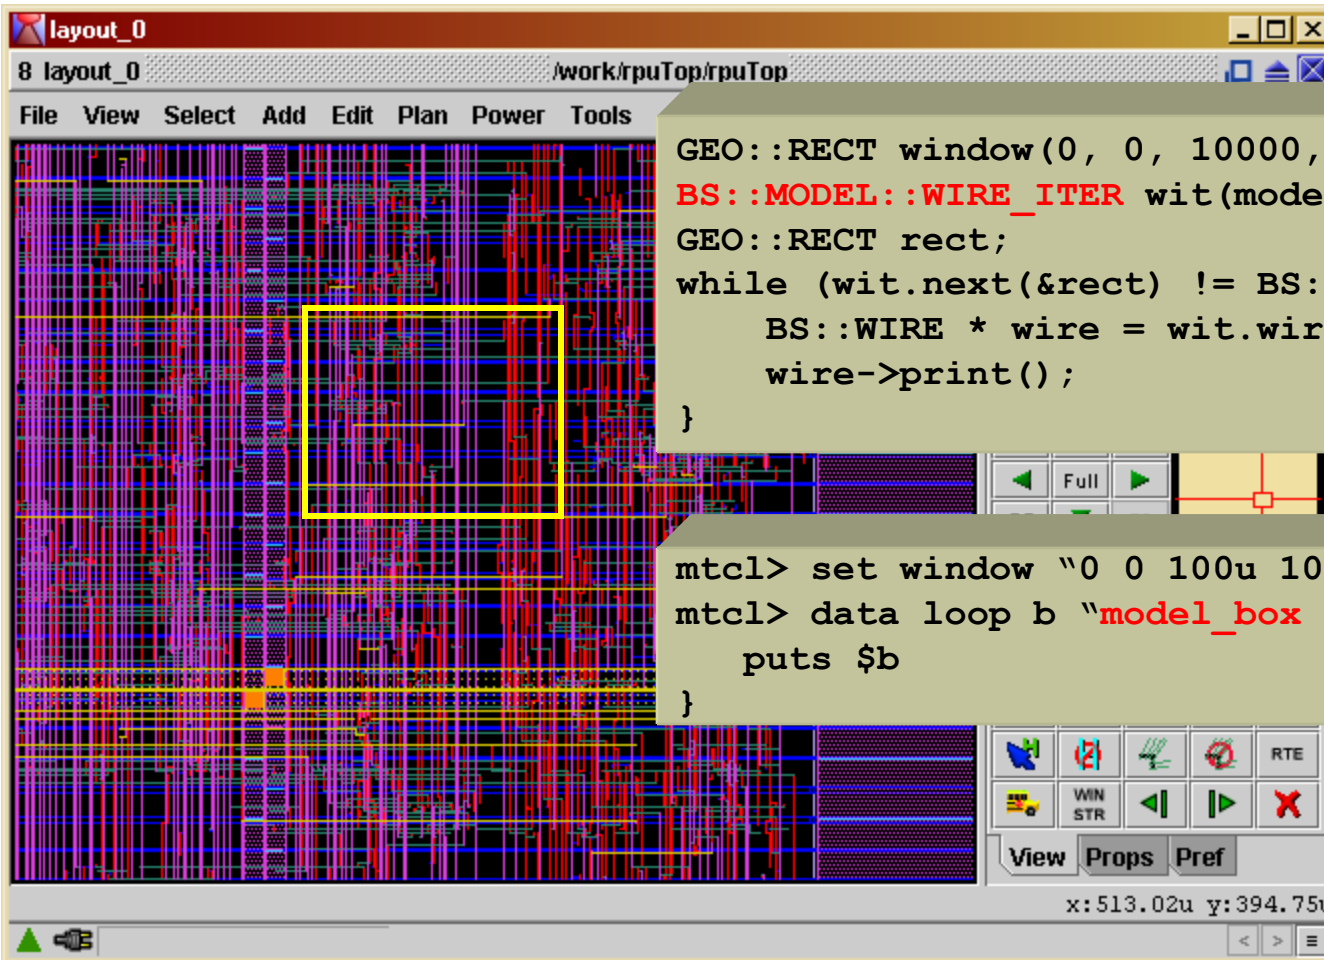 layout_0
8 layout_0 /work/rpuTop/rpuTop
File View Select Add Edit Plan Power Tools
GEO::RECT window(0, 0, 10000,
BS::MODEL::WIRE_ITER wit(mode
GEO::RECT rect;
while (wit.next(&rect) != BS:
BS::WIRE * wire = wit.wir
wire->print();
}
Full
mtcl> set window “0 0 100u 10
mtcl> data loop b “model_box
puts $b
}
RTE
WIN
STR
View Props Pref
x:513.02u y:394.75u